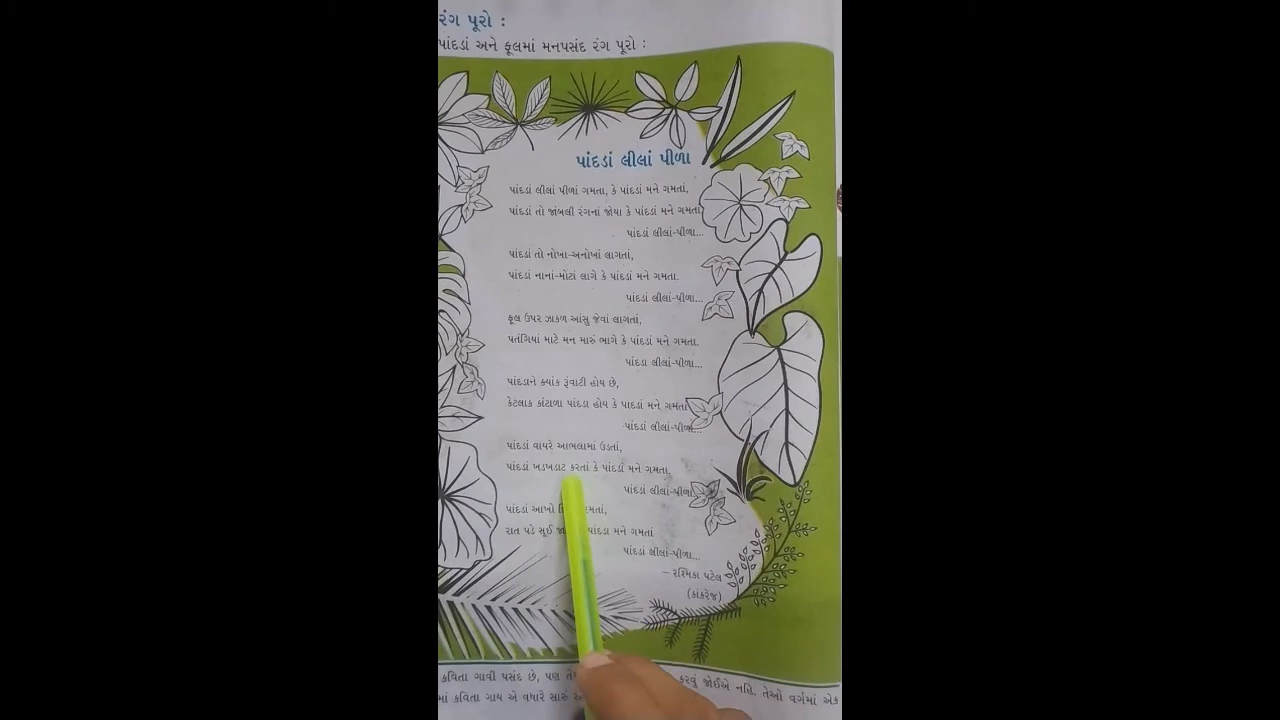 રંગ પૂરો :
પાંદડાં અને ફૂલમાં મનપસંદ રંગ પૂરો :
પાંદડાં લીલાં પીળા
પાંદડાં લીલાં પીળાં ગમતા, કે પાંદડાં મને ગમતાં,
પાંદડાં તો જાંબલી રંગનાં જોયા કે પાંદડાં મને ગમતા,
પાંદડાં લીલાં-પીળા...
પાંદડાં તો નોખા-અનોખાં લાગતાં,
પાંદડાં નાનાં-મોટાં લાગે કે પાંદડાં મને ગમતા.
પાંદડાં લીલાં-પીળા...
ફૂલ ઉપર ઝાકળ આંસુ જેવાં લાગતાં,
પતંગિયાં માટે મન મારું ભાગે કે પાંદડાં મને ગમતા.
પાંદડા લીલાં-પીળા...
પાંદડાને ક્યાંક રૂંવાટી હોય છે,
કેટલાક કાંટાળા પાંદડા હોય કે પાદડાં મને ગમતા
પાંદડાં લીલાં-પીળા...
પાંદડાં વાયરે આભલામાં ઉડતાં,
પાંદડાં ખડખડાટ કરતાં કે પાંદડાં મને ગમતા,
પાંદડાં લીલાં-પીળા...
પાંદડાં આખો રમતાં,
રાત પડે સૂઈ પાંદડા મને ગમતાં
પાંદડાં લીલાં-પીળા...
– રશ્મિકા પટેલ
(કાંકરેજ)
કવિતા ગાવી પસંદ છે, પણ કરવું જોઈએ નહિ. તેઓ વર્ગમાં એક
માં કવિતા ગાય એ વધારે સારું